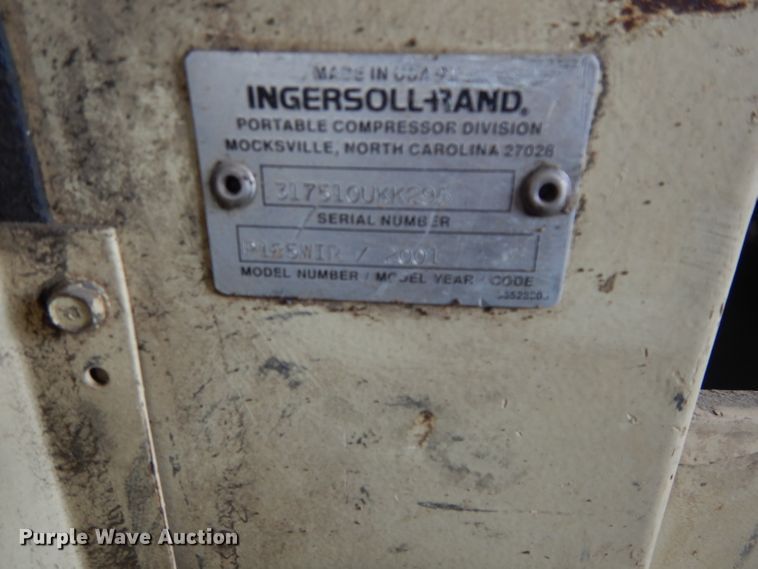 MADE IN USA
INGERSOLL-RAND®
PORTABLE COMPRESSOR DIVISION
MOCKSVILLE, NORTH CAROLINA 27028
SERIAL NUMBER
P185WIR / 2001
MODEL NUMBER / MODEL YEAR / CODE
Purple Wave Auction